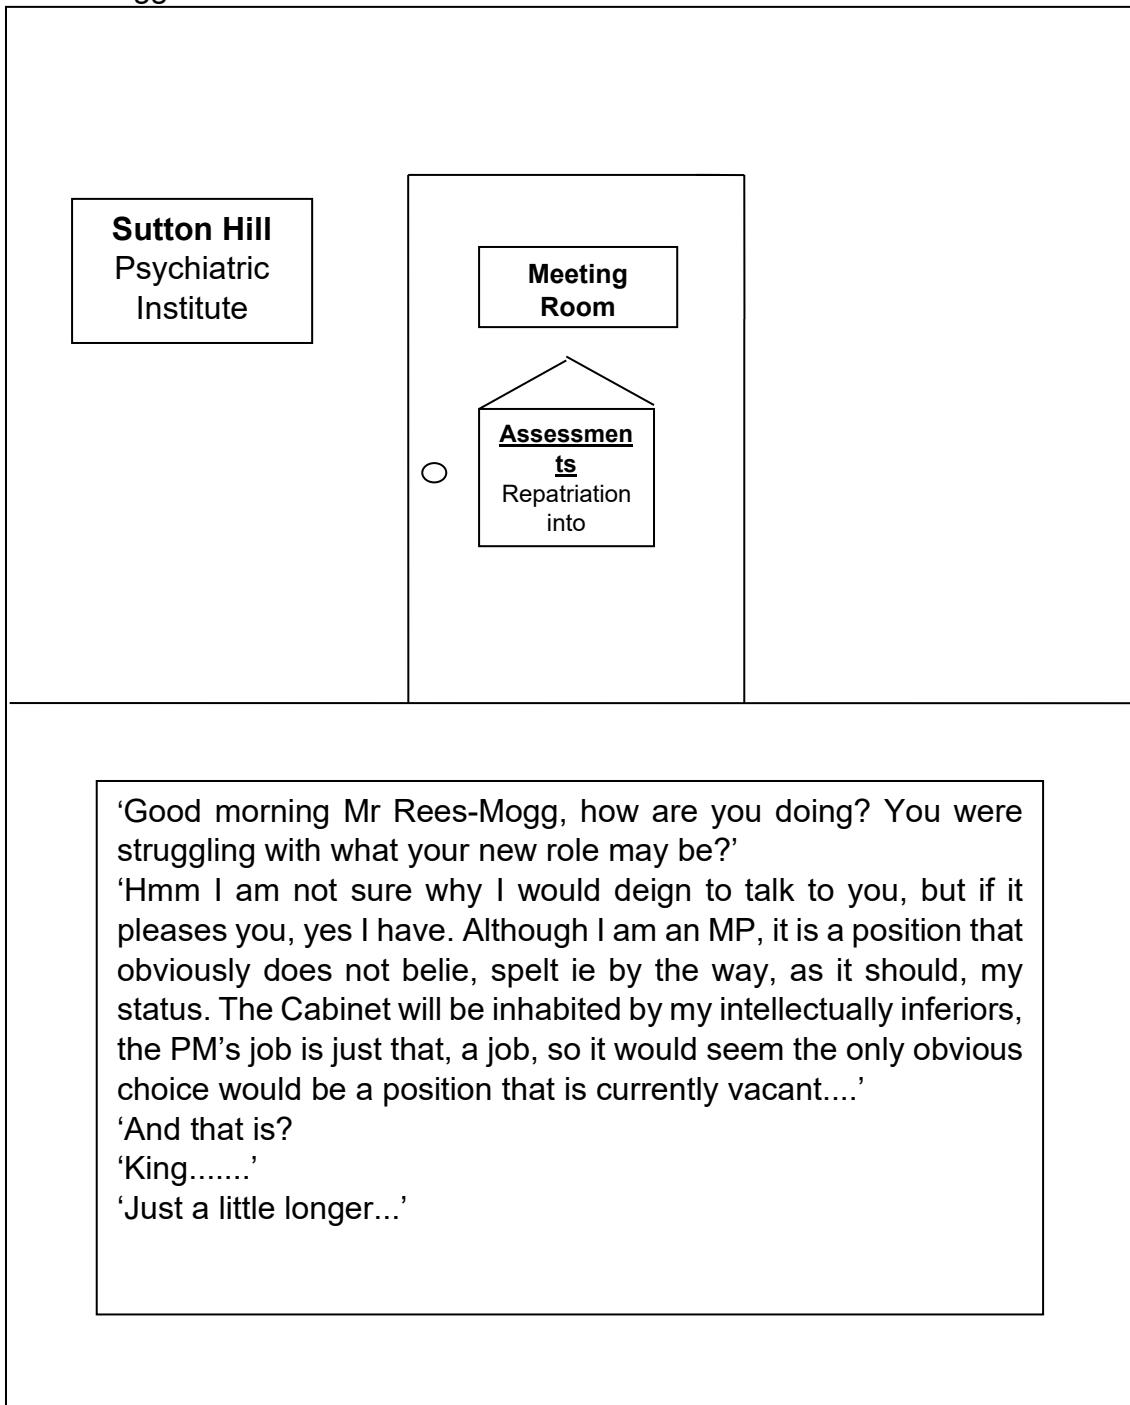 Sutton Hill
Psychiatric
Institute
Meeting
Room
Assessmen
ts
Repatriation
into
‘Good morning Mr Rees-Mogg, how are you doing? You were
struggling with what your new role may be?’
‘Hmm I am not sure why I would deign to talk to you, but if it
pleases you, yes I have. Although I am an MP, it is a position that
obviously does not belie, spelt ie by the way, as it should, my
status. The Cabinet will be inhabited by my intellectually inferiors,
the PM’s job is just that, a job, so it would seem the only obvious
choice would be a position that is currently vacant....’
‘And that is?
‘King.......’
‘Just a little longer...’